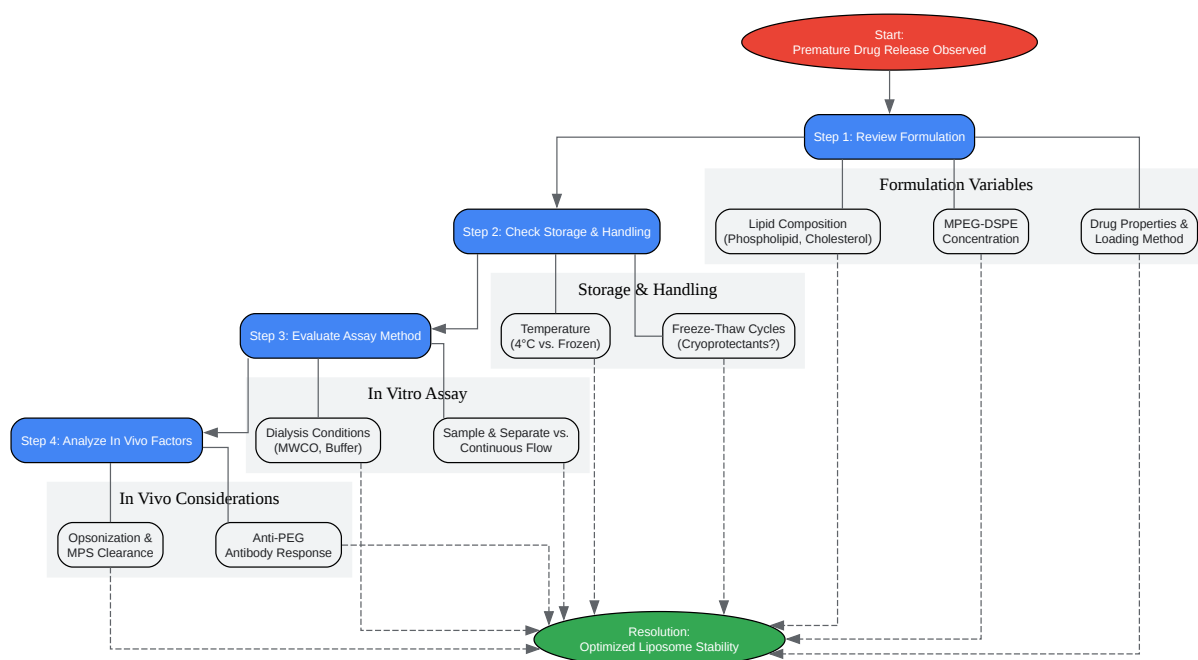 Start:
Premature Drug Release Observed
Step 1: Review Formulation
Formulation Variables
Lipid Composition
(Phospholipid, Cholesterol)
MPEG-DSPE
Concentration
Drug Properties &
Loading Method
Step 2: Check Storage & Handling
Storage & Handling
Temperature
(4°C vs. Frozen)
Freeze-Thaw Cycles
(Cryoprotectants?)
Step 3: Evaluate Assay Method
In Vitro Assay
Dialysis Conditions
(MWCO, Buffer)
Sample & Separate vs.
Continuous Flow
Step 4: Analyze In Vivo Factors
In Vivo Considerations
Opsonization &
MPS Clearance
Anti-PEG
Antibody Response
Resolution:
Optimized Liposome Stability